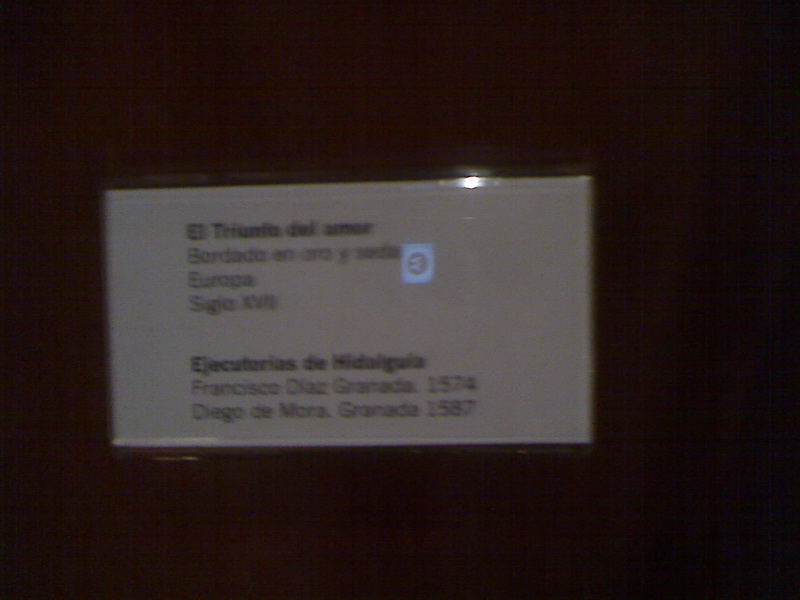 El Triunfo del amor
Bordado en oro y seda
Europa
Siglo XVII
Ejecutorias de Hidalguía
Francisco Díaz Granada. 1574
Diego de Mora. Granada 1587